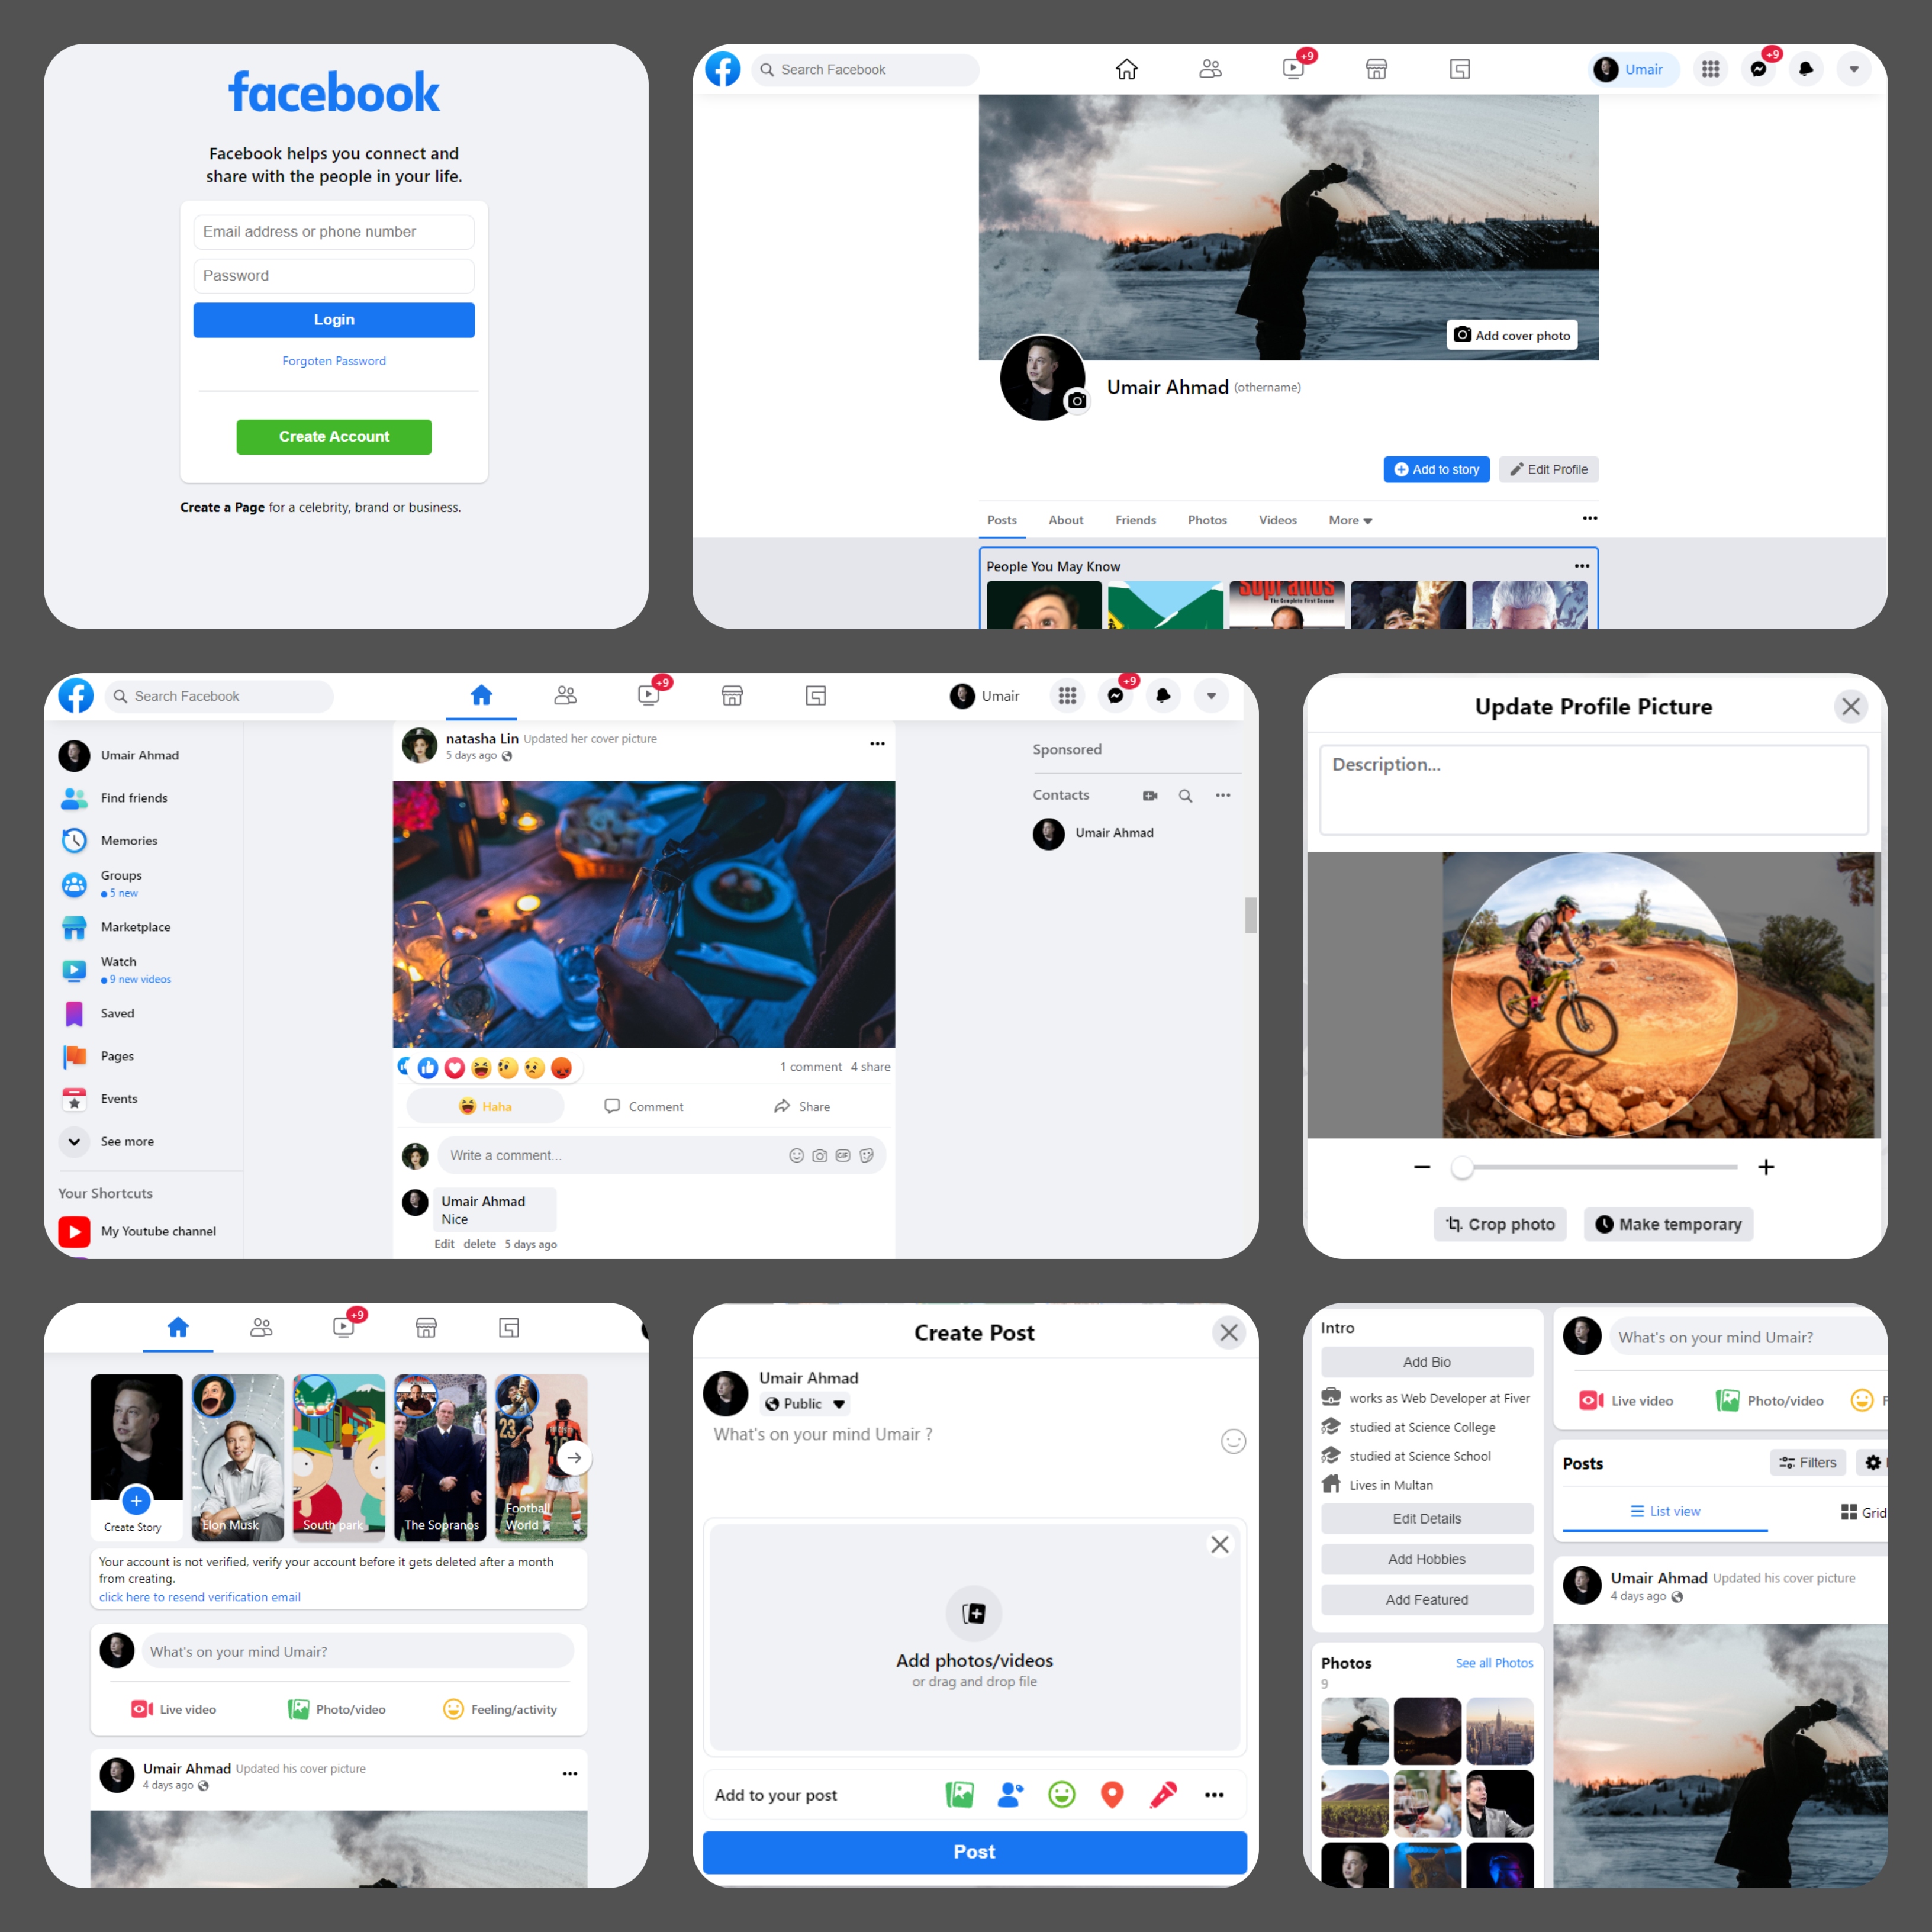 facebook
Facebook helps you connect and
share with the people in your life.
Email address or phone number
Password
Login
Forgoten Password
Create Account
Create a Page for a celebrity, brand or business.
Search Facebook
+9
Umair
+9
Add cover photo
Umair Ahmad (othername)
Add to story
Edit Profile
Posts About Friends Photos Videos More
People You May Know
Sopranos
The Complete First Season
Search Facebook
+9
Umair
+9
Umair Ahmad
Find friends
Memories
Groups
5 new
Marketplace
Watch
9 new videos
Saved
Pages
Events
See more
Your Shortcuts
My Youtube channel
natasha Lin Updated her cover picture
5 days ago
1 comment 4 share
Haha
Comment
Share
Write a comment...
GIF
Umair Ahmad
Nice
Edit delete 5 days ago
Sponsored
Contacts
Umair Ahmad
Update Profile Picture
Description...
Crop photo
Make temporary
+9
Create Story
Elon Musk
South park
The Sopranos
23
Football
World
Your account is not verified, verify your account before it gets deleted after a month
from creating.
click here to resend verification email
What's on your mind Umair?
Live video
Photo/video
Feeling/activity
Umair Ahmad Updated his cover picture
4 days ago
Create Post
Umair Ahmad
Public
What's on your mind Umair ?
Add photos/videos
or drag and drop file
Add to your post
Post
Intro
Add Bio
works as Web Developer at Fiver
studied at Science College
studied at Science School
Lives in Multan
Edit Details
Add Hobbies
Add Featured
Photos
See all Photos
9
What's on your mind Umair?
Live video
Photo/video
F
Posts
Filters
List view
Grid
Umair Ahmad Updated his cover picture
4 days ago